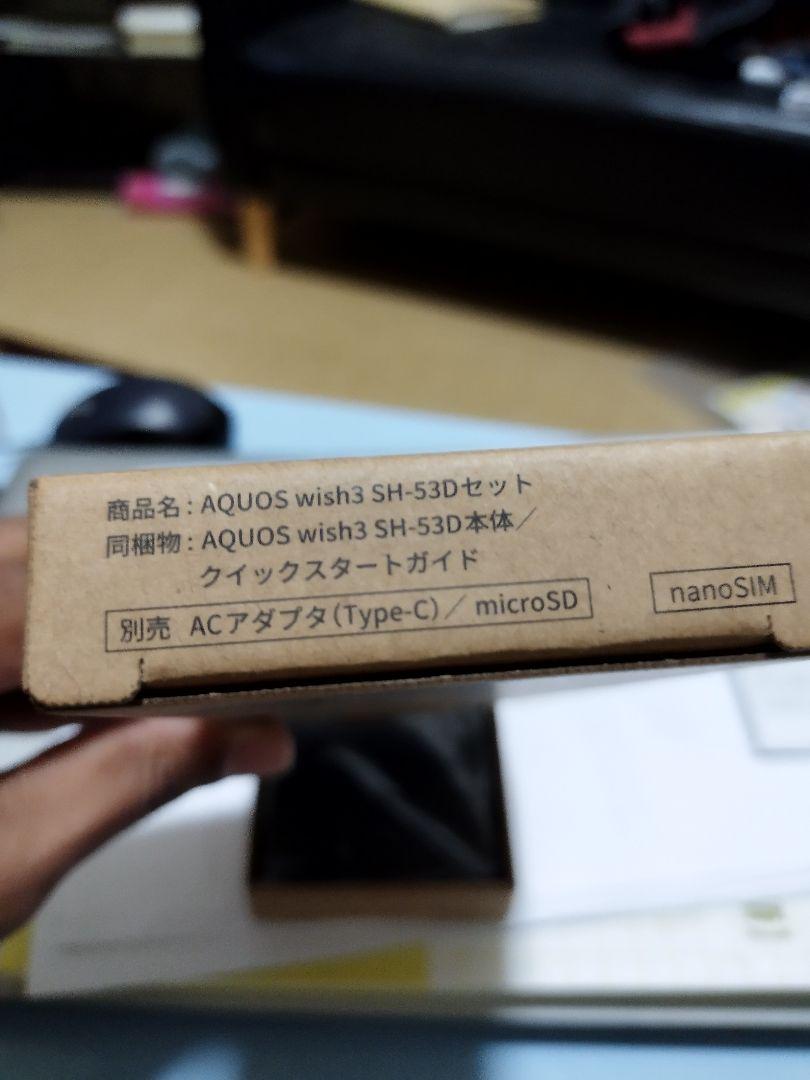 商品名：AQUOS wish3 SH-53Dセット
同梱物：AQUOS wish3 SH-53D本体／
クイックスタートガイド
別売 ACアダプタ(Type-C)／microSD
nanoSIM